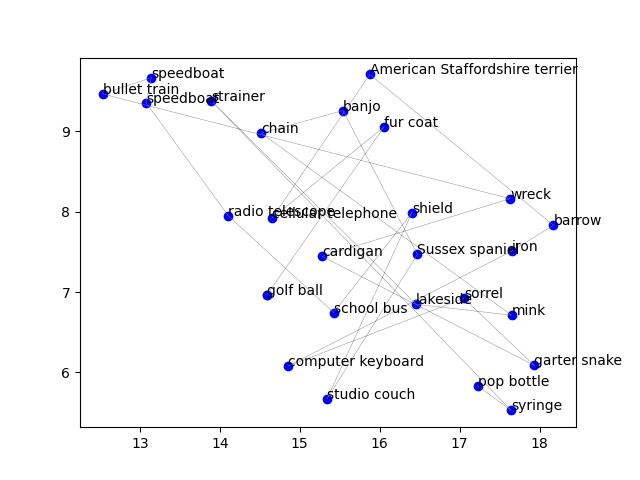 American Staffordshire terrier
speedboat
bullet train
speedboat
strainer
banjo
fur coat
chain
9
wreck
radio telescope
cellular telephone
shield
8
barrow
cardigan
Sussex spaniel
iron
golf ball
7
school bus
lakeside
sorrel
mink
computer keyboard
garter snake
6
pop bottle
studio couch
syringe
13 14 15 16 17 18